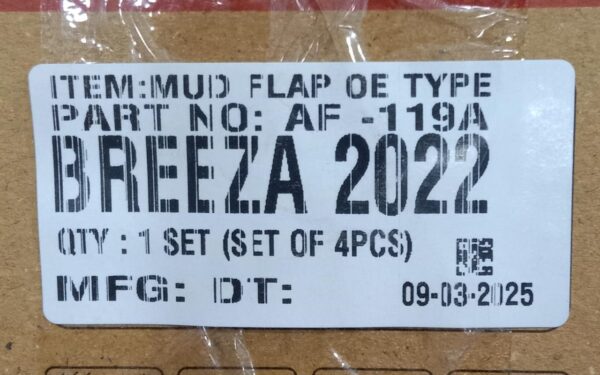 ITEM:MUD FLAP OE TYPE
PART NO: AF -119A
BREEZA 2022
QTY : 1 SET (SET OF 4PCS)
MFG: DT: 09-03-2025